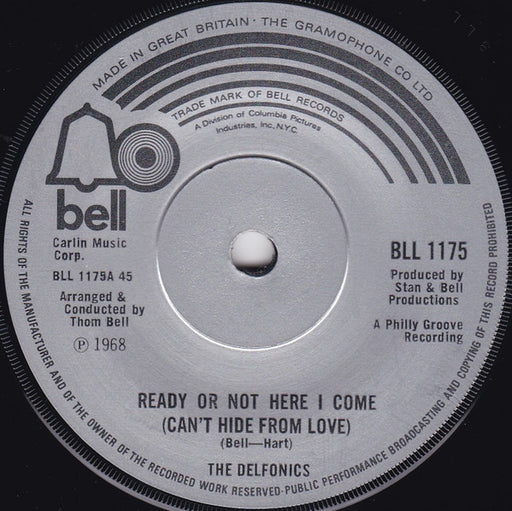 MADE IN GREAT BRITAIN · THE GRAMOPHONE CO LTD
TRADE MARK OF BELL RECORDS
A Division of Columbia Pictures
Industries, Inc, N.Y.C.
bell
Carlin Music
Corp.
BLL 1175A 45
Arranged &
Conducted by
Thom Bell
Ⓟ 1968
BLL 1175
Produced by
Stan & Bell
Productions
A Philly Groove
Recording
READY OR NOT HERE I COME
(CAN'T HIDE FROM LOVE)
(Bell—Hart)
THE DELFONICS
ALL RIGHTS OF THE MANUFACTURER AND OF THE OWNER OF THE RECORDED WORK RESERVED-PUBLIC PERFORMANCE BROADCASTING AND COPYING OF THIS RECORD PROHIBITED